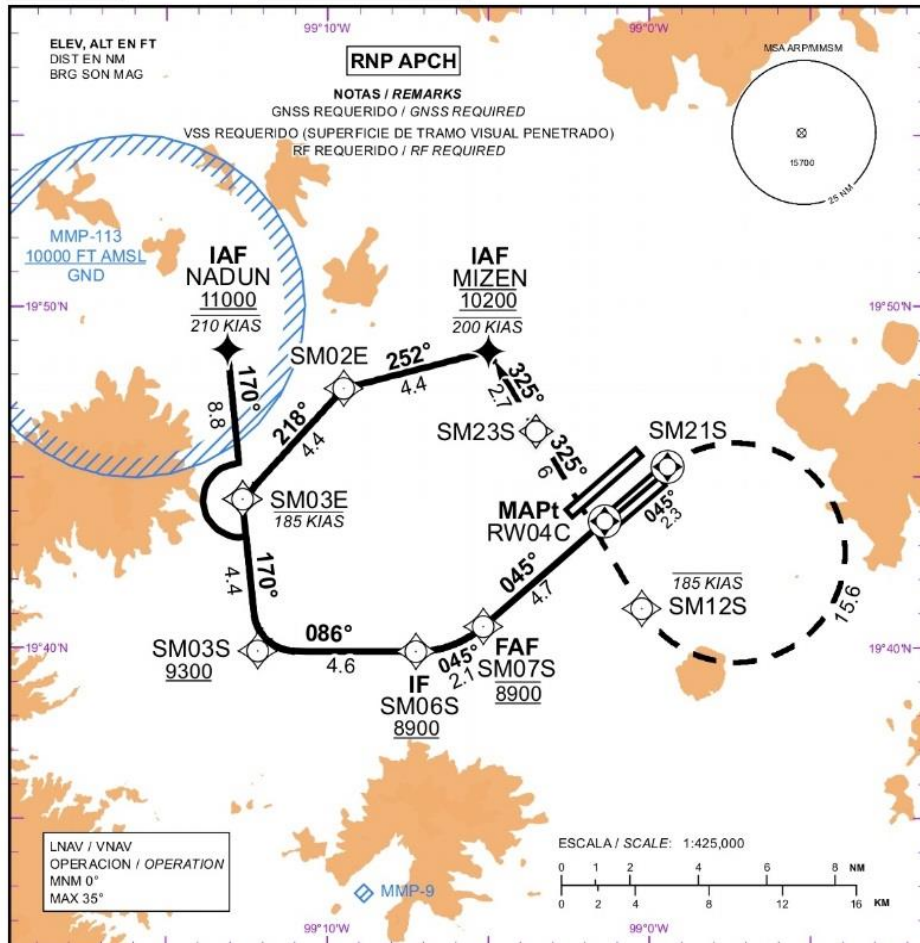 99°10'W
99°0'W
ELEV, ALT EN FT
DIST EN NM
BRG SON MAG
RNP APCH
NOTAS / REMARKS
GNSS REQUERIDO / GNSS REQUIRED
VSS REQUERIDO (SUPERFICIE DE TRAMO VISUAL PENETRADO)
RF REQUERIDO / RF REQUIRED
MSA ARP/MMSM
15700
25 NM
MMP-113
10000 FT AMSL
GND
IAF
NADUN
11000
210 KIAS
IAF
MIZEN
10200
200 KIAS
19°50'N
19°50'N
SM02E
252°
4.4
325°
2.7
170°
8.8
218°
4.4
SM23S
325°
6
SM21S
SM03E
185 KIAS
MAPt
RW04C
045°
2.3
170°
4.4
045°
4.7
185 KIAS
SM12S
15.6
19°40'N
19°40'N
SM03S
9300
086°
4.6
045°
2.1
FAF
SM07S
8900
IF
SM06S
8900
LNAV / VNAV
OPERACION / OPERATION
MNM 0°
MAX 35°
MMP-9
ESCALA / SCALE: 1:425,000
0 1 2 4 6 8 NM
0 2 4 8 12 16 KM
99°10'W
99°0'W